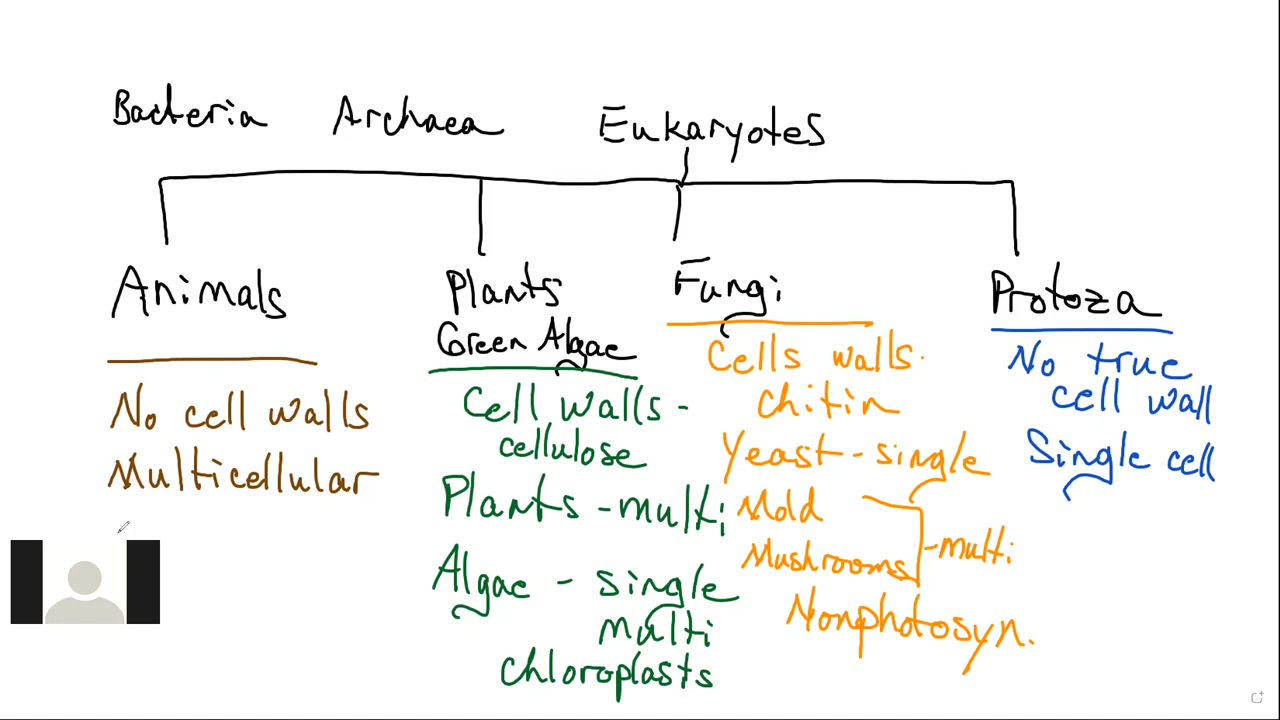 Bacteria Archaea Eukaryotes
Animals
No cell walls
Multicellular
Plants
Green Algae
Cell walls -
cellulose
Plants - multi
Algae - single
multi
chloroplasts
Fungi
Cells walls
chitin
Yeast - single
Mold
Mushrooms
- multi
Nonphotosyn.
Protoza
No true
cell wall
Single cell